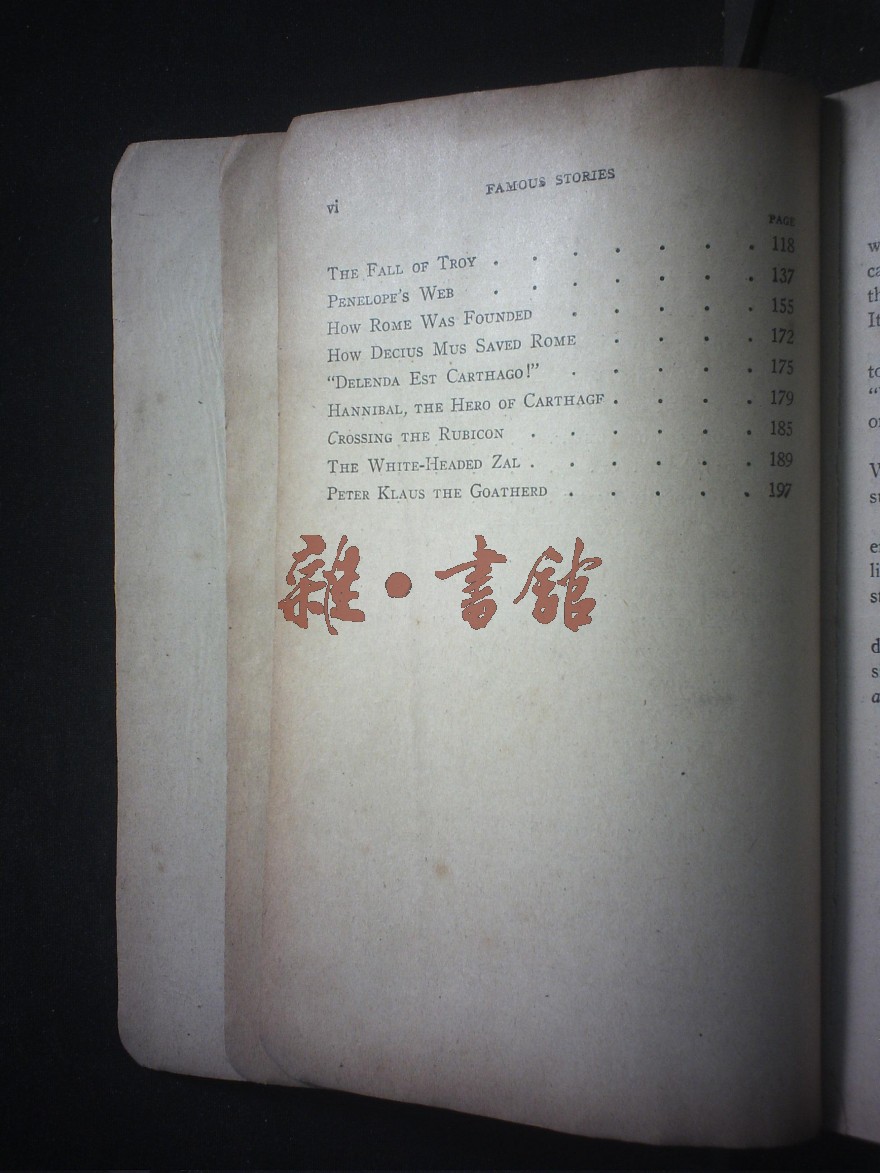 vi
FAMOUS STORIES
PAGE
THE FALL OF TROY . . . . . . . 118
PENELOPE'S WEB . . . . . . . 137
HOW ROME WAS FOUNDED . . . . . 155
HOW DECIUS MUS SAVED ROME . . . . 172
"DELENDA EST CARTHAGO!" . . . . . 175
HANNIBAL, THE HERO OF CARTHAGF . . . . . 179
CROSSING THE RUBICON . . . . . . 185
THE WHITE-HEADED ZAL . . . . . . 189
PETER KLAUS THE GOATHERD . . . . . 197
雜·書館